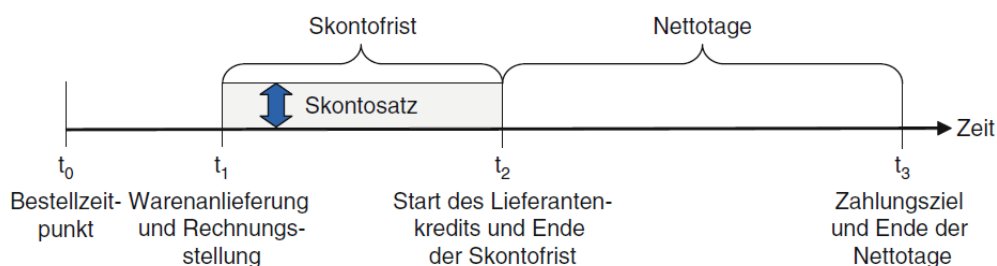 Skontofrist
Nettotage
Skontosatz
Zeit
t0
t1
t2
t3
Bestellzeit-
punkt
Warenanlieferung
und Rechnungs-
stellung
Start des Lieferanten-
kredits und Ende
der Skontofrist
Zahlungsziel
und Ende der
Nettotage